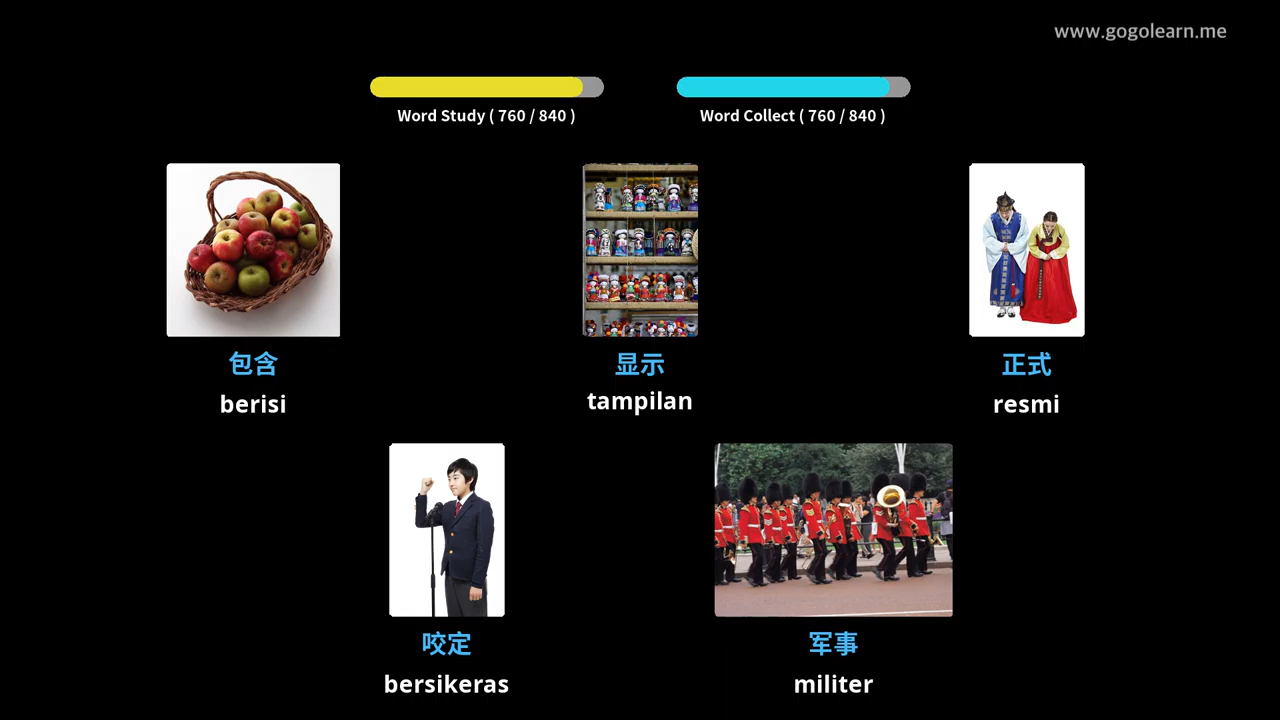 www.gogolearn.me
Word Study ( 760 / 840 )
Word Collect ( 760 / 840 )
包含
berisi
显示
tampilan
正式
resmi
咬定
bersikeras
军事
militer